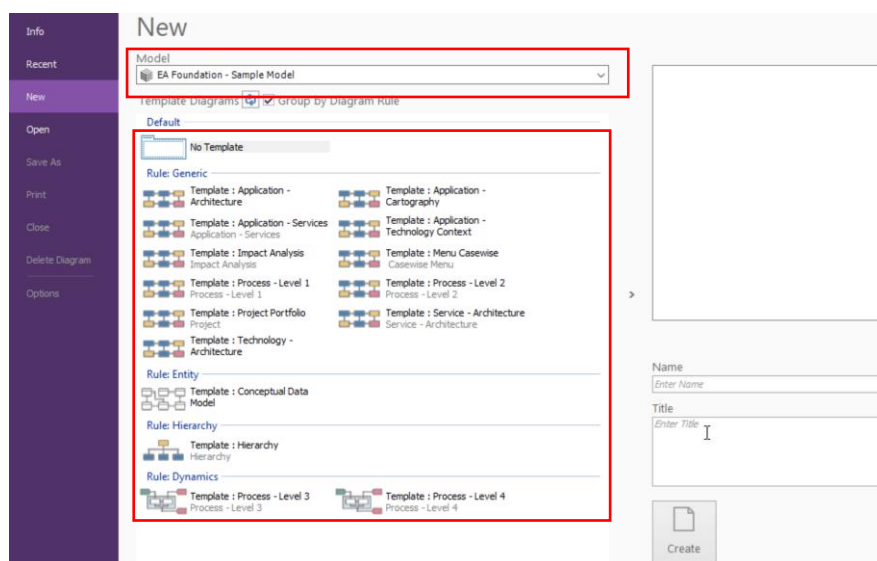 Info
Recent
New
Open
Save As
Print
Close
Delete Diagram
Options
New
Model
EA Foundation - Sample Model
Template Diagrams Group by Diagram Rule
Default
No Template
Rule: Generic
Template : Application -
Architecture
Template : Application -
Cartography
Template : Application - Services
Application - Services
Template : Application -
Technology Context
Template : Impact Analysis
Impact Analysis
Template : Menu Casewise
Casewise Menu
Template : Process - Level 1
Process - Level 1
Template : Process - Level 2
Process - Level 2
Template : Project Portfolio
Project
Template : Service - Architecture
Service - Architecture
Template : Technology -
Architecture
Rule: Entity
Template : Conceptual Data
Model
Rule: Hierarchy
Template : Hierarchy
Hierarchy
Rule: Dynamics
Template : Process - Level 3
Process - Level 3
Template : Process - Level 4
Process - Level 4
Name
Enter Name
Title
Enter Title
Create